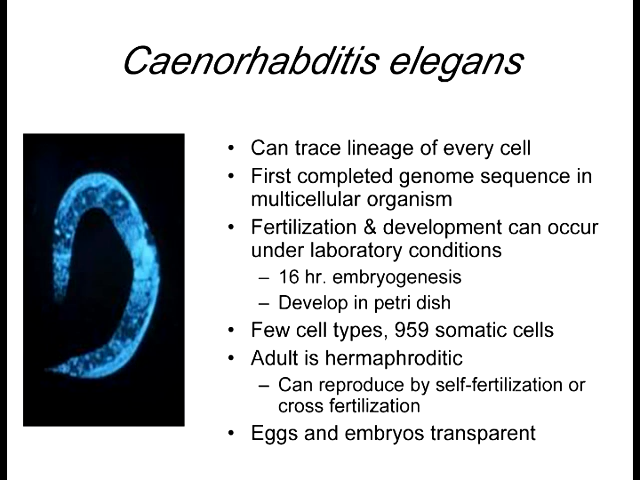 Caenorhabditis elegans
• Can trace lineage of every cell
• First completed genome sequence in
multicellular organism
• Fertilization & development can occur
under laboratory conditions
– 16 hr. embryogenesis
– Develop in petri dish
• Few cell types, 959 somatic cells
• Adult is hermaphroditic
– Can reproduce by self-fertilization or
cross fertilization
• Eggs and embryos transparent